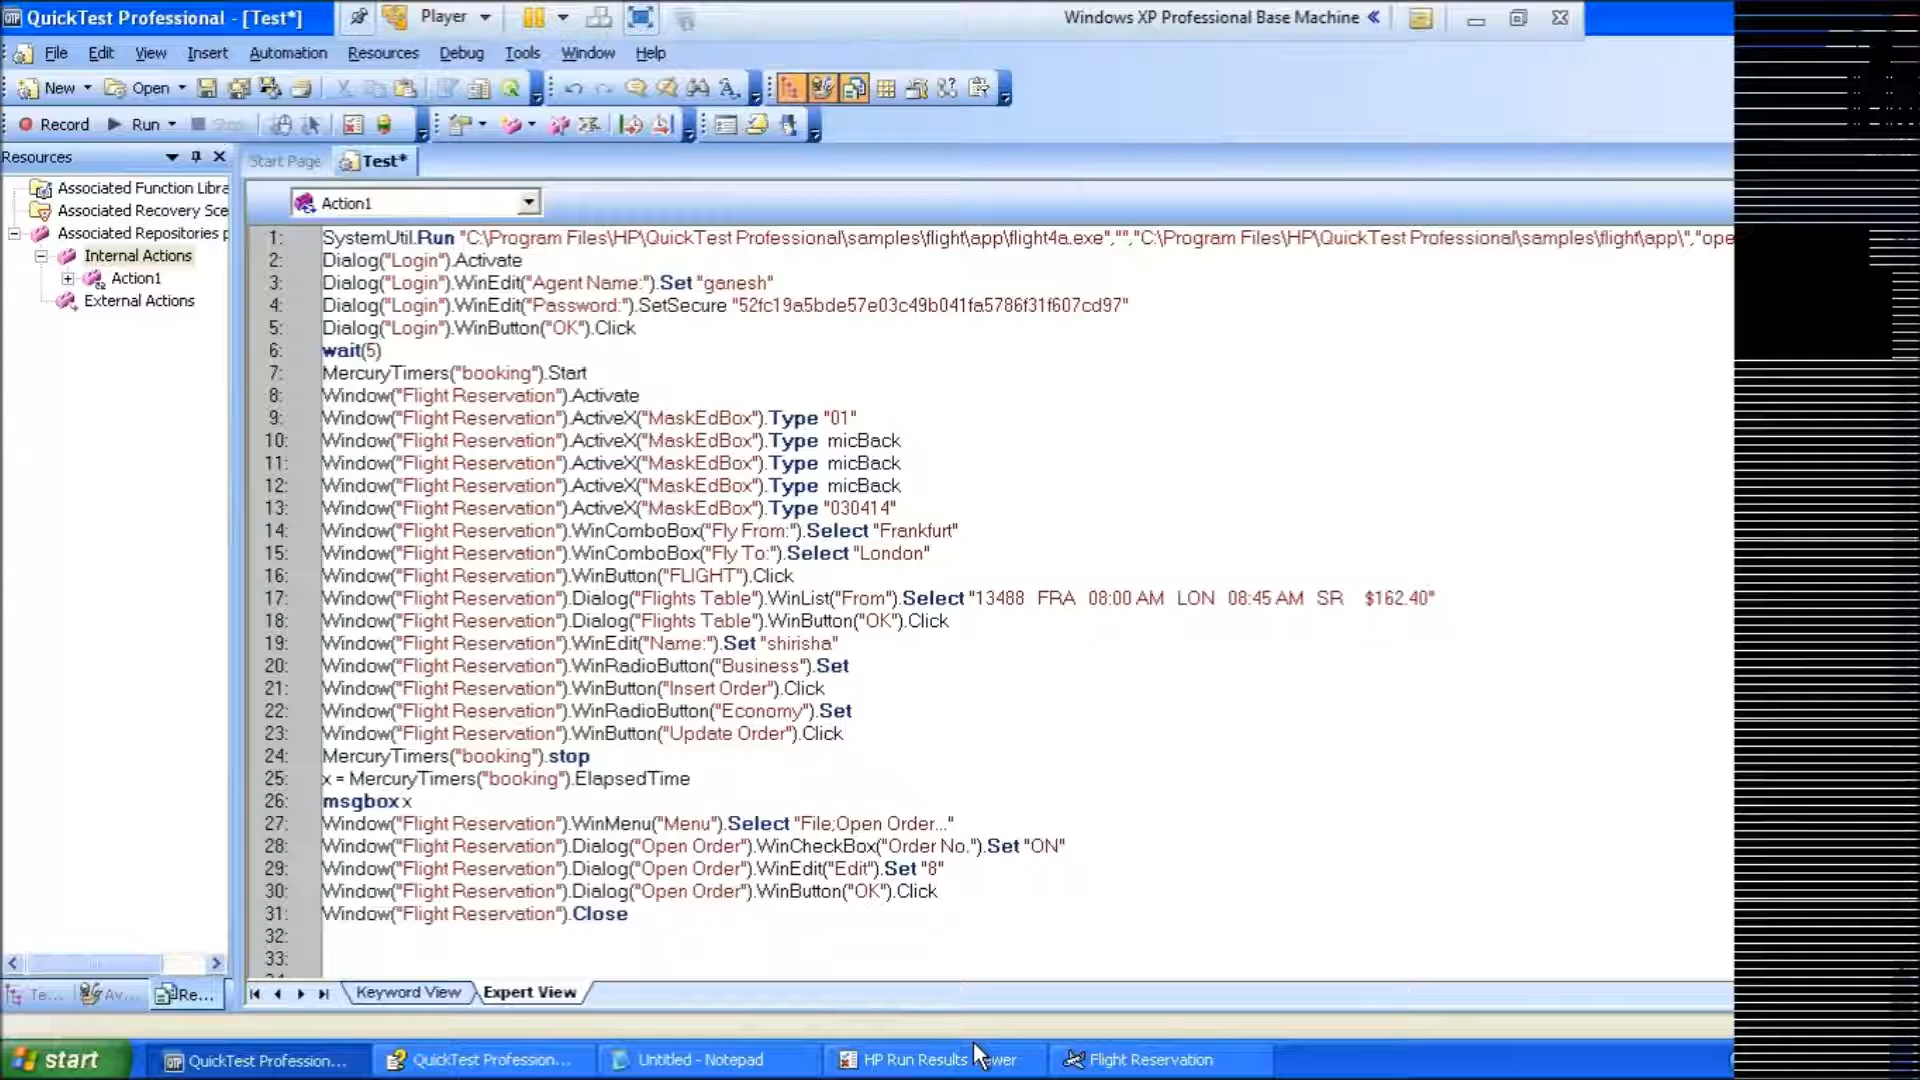 QuickTest Professional - [Test*]
Player
Windows XP Professional Base Machine
File Edit View Insert Automation Resources Debug Tools Window Help
New Open
Record Run Stop
Resources
Start Page Test*
Associated Function Libra
Associated Recovery Sce
Associated Repositories p
Internal Actions
Action1
External Actions
Action1
1: SystemUtil.Run "C:\Program Files\HP\QuickTest Professional\samples\flight\app\flight4a.exe","","C:\Program Files\HP\QuickTest Professional\samples\flight\app\","ope
2: Dialog("Login").Activate
3: Dialog("Login").WinEdit("Agent Name:").Set "ganesh"
4: Dialog("Login").WinEdit("Password:").SetSecure "52fc19a5bde57e03c49b041fa5786f31f607cd97"
5: Dialog("Login").WinButton("OK").Click
6: wait(5)
7: MercuryTimers("booking").Start
8: Window("Flight Reservation").Activate
9: Window("Flight Reservation").ActiveX("MaskEdBox").Type "01"
10: Window("Flight Reservation").ActiveX("MaskEdBox").Type micBack
11: Window("Flight Reservation").ActiveX("MaskEdBox").Type micBack
12: Window("Flight Reservation").ActiveX("MaskEdBox").Type micBack
13: Window("Flight Reservation").ActiveX("MaskEdBox").Type "030414"
14: Window("Flight Reservation").WinComboBox("Fly From:").Select "Frankfurt"
15: Window("Flight Reservation").WinComboBox("Fly To:").Select "London"
16: Window("Flight Reservation").WinButton("FLIGHT").Click
17: Window("Flight Reservation").Dialog("Flights Table").WinList("From").Select "13488 FRA 08:00 AM LON 08:45 AM SR $162.40"
18: Window("Flight Reservation").Dialog("Flights Table").WinButton("OK").Click
19: Window("Flight Reservation").WinEdit("Name:").Set "shirisha"
20: Window("Flight Reservation").WinRadioButton("Business").Set
21: Window("Flight Reservation").WinButton("Insert Order").Click
22: Window("Flight Reservation").WinRadioButton("Economy").Set
23: Window("Flight Reservation").WinButton("Update Order").Click
24: MercuryTimers("booking").stop
25: x = MercuryTimers("booking").ElapsedTime
26: msgbox x
27: Window("Flight Reservation").WinMenu("Menu").Select "File;Open Order..."
28: Window("Flight Reservation").Dialog("Open Order").WinCheckBox("Order No.").Set "ON"
29: Window("Flight Reservation").Dialog("Open Order").WinEdit("Edit").Set "8"
30: Window("Flight Reservation").Dialog("Open Order").WinButton("OK").Click
31: Window("Flight Reservation").Close
32:
33:
Te... Av... Re...
Keyword View Expert View
start QuickTest Profession... QuickTest Profession... Untitled - Notepad HP Run Results Flight Reservation